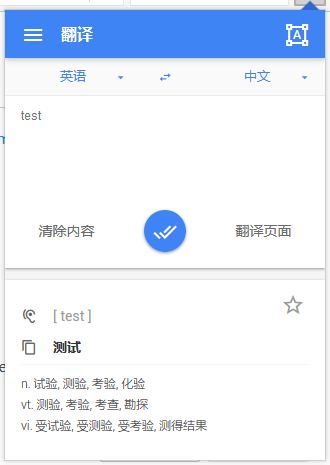 翻译
英语 中文
test
清除内容 翻译页面
[ test ]
测试
n. 试验, 测验, 考验, 化验
vt. 测验, 考验, 考查, 勘探
vi. 受试验, 受测验, 受考验, 测得结果